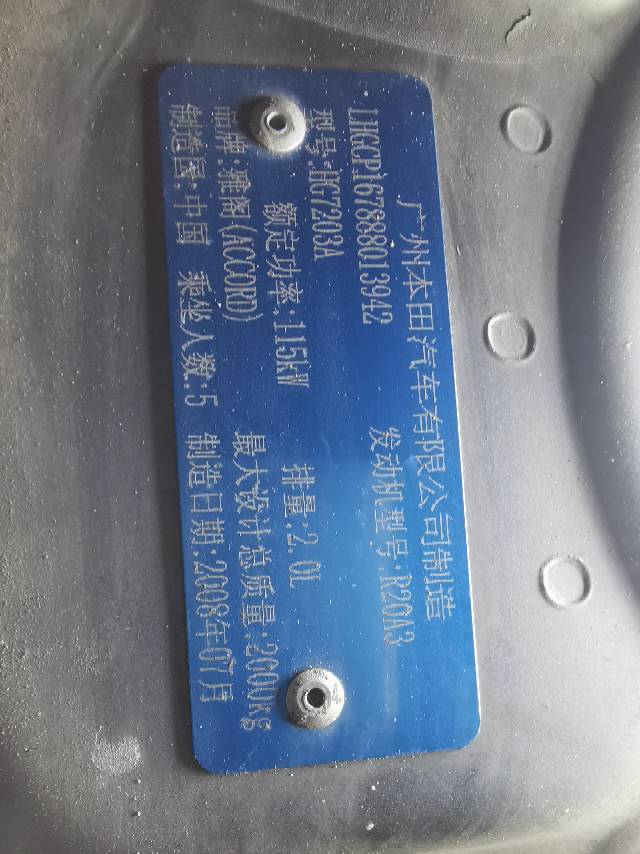 广州本田汽车有限公司制造
LHGCP167888013942 发动机型号:R20A3
型号:HG7203A 排量:2.0L
额定功率:115kW
品牌:雅阁(ACCORD) 最大设计总质量:2000kg
制造国:中国 乘坐人数:5 制造日期:2008年07月